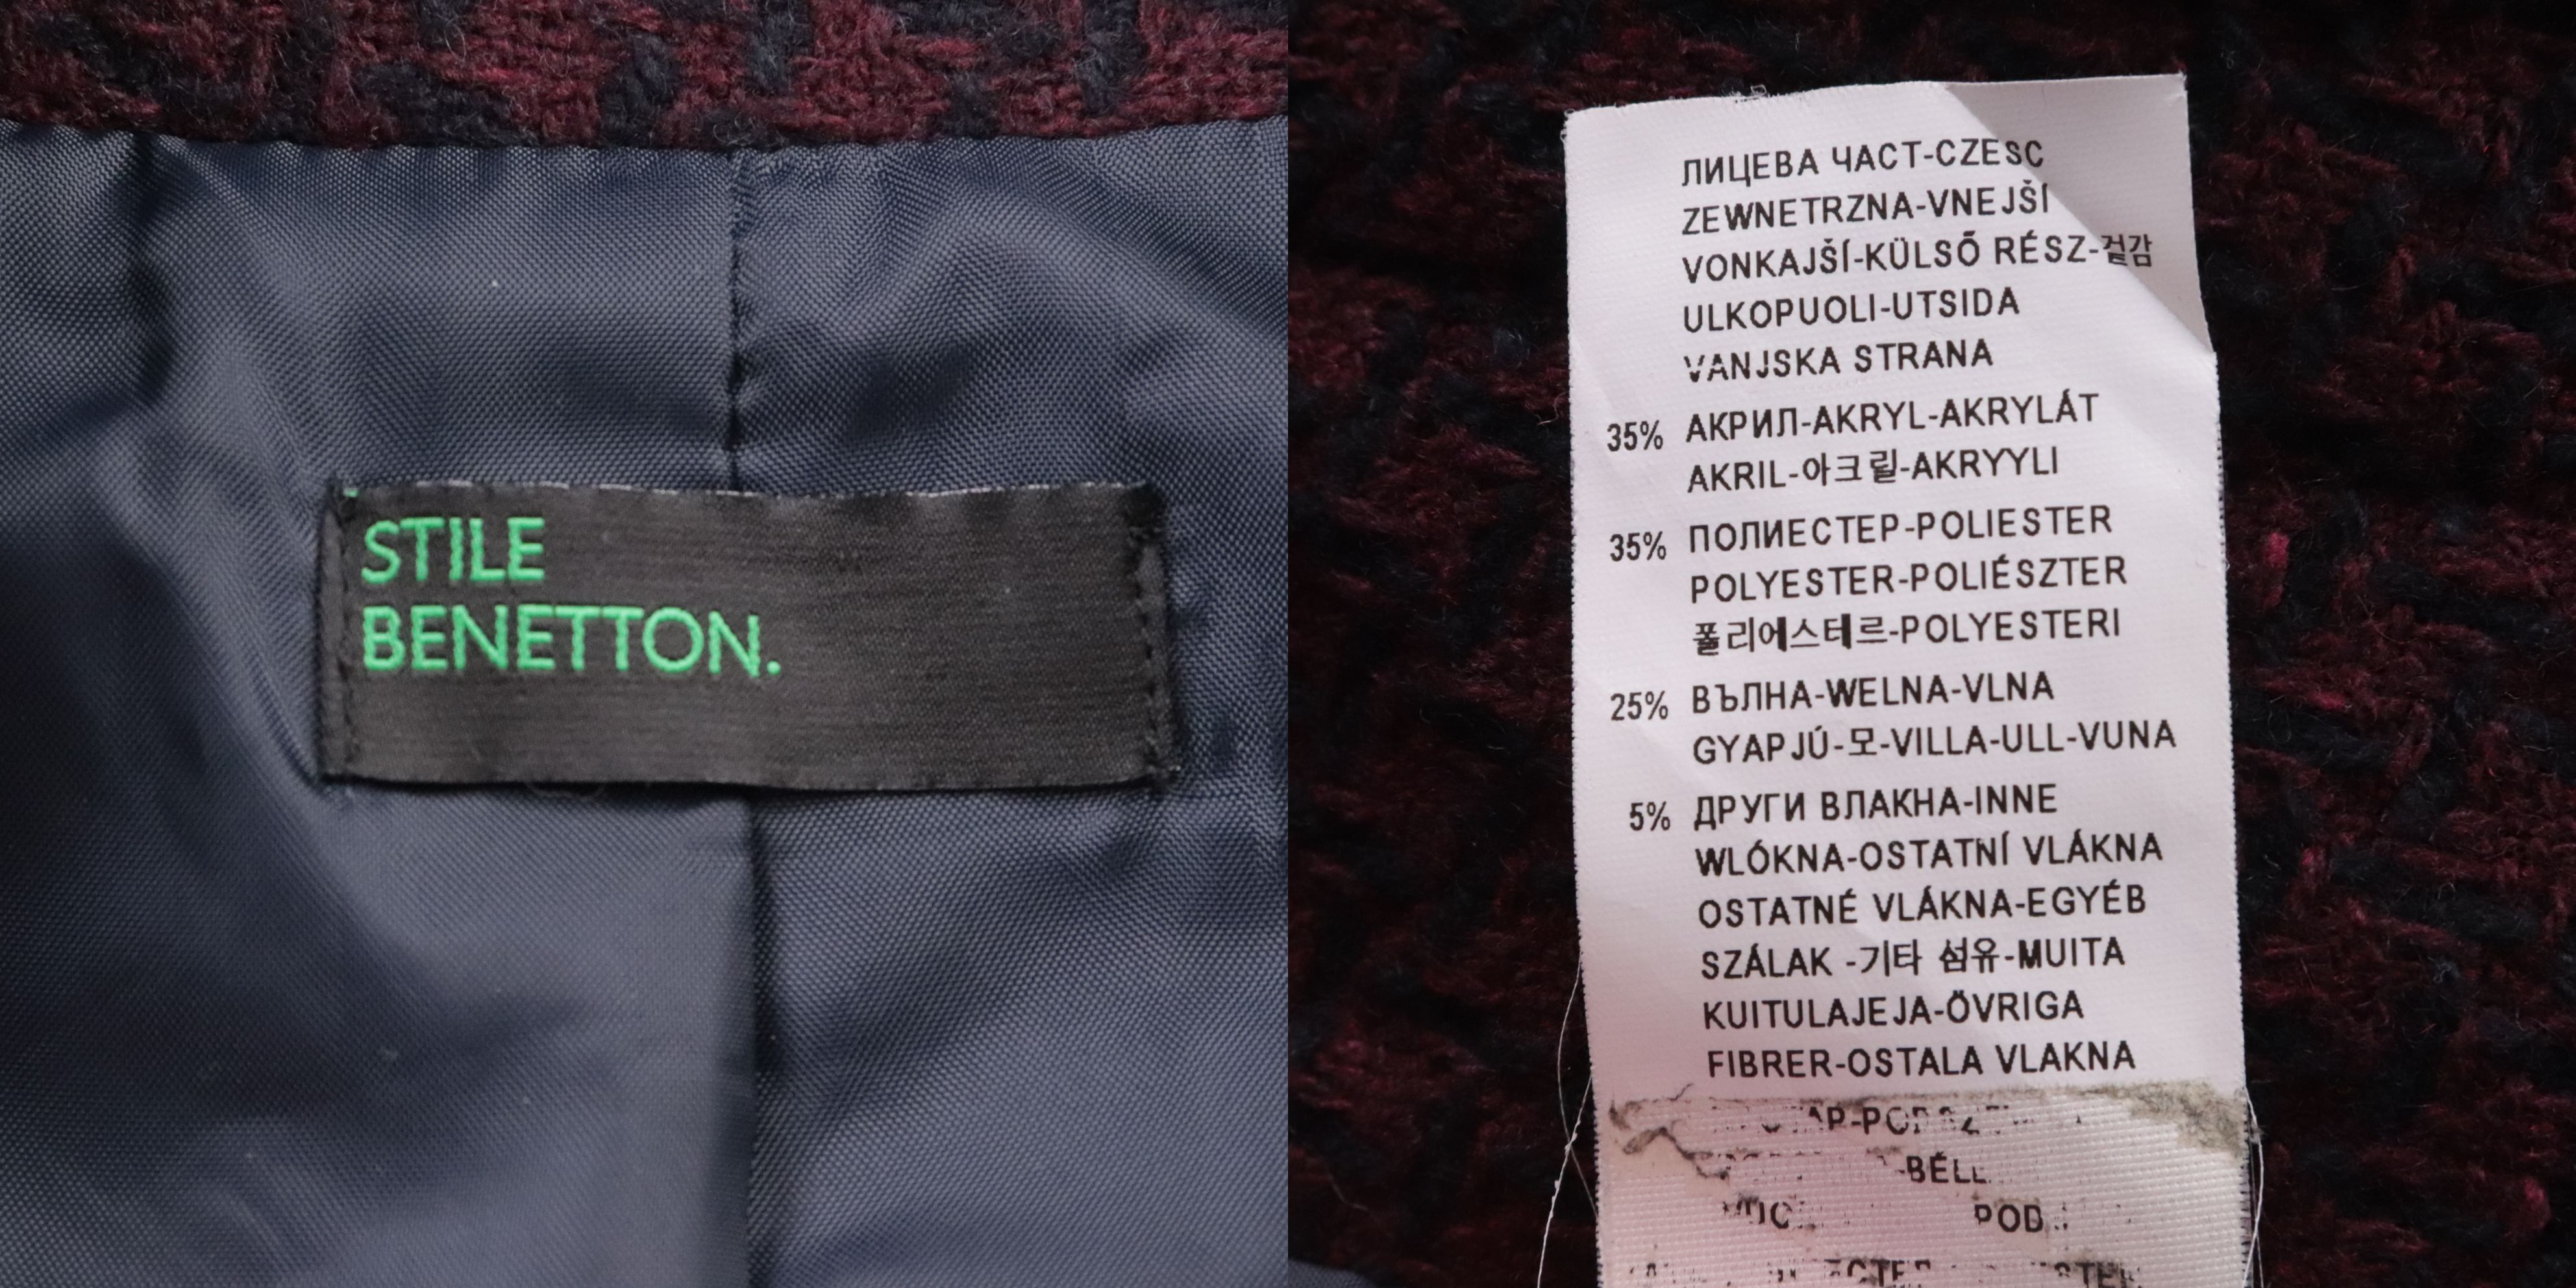 STILE
BENETTON.
ЛИЦЕВА ЧАСТ-CZESC
ZEWNETRZNA-VNEJŠÍ
VONKAJŠÍ-KÜLSŐ RÉSZ-겉감
ULKOPUOLI-UTSIDA
VANJSKA STRANA
35% АКРИЛ-AKRYL-AKRYLÁT
AKRIL-아크릴-AKRYYLI
35% ПОЛИЕСТЕР-POLIESTER
POLYESTER-POLIÉSZTER
폴리에스테르-POLYESTERI
25% ВЪЛНА-WELNA-VLNA
GYAPJÚ-모-VILLA-ULL-VUNA
5% ДРУГИ ВЛАКНА-INNE
WLÓKNA-OSTATNÍ VLÁKNA
OSTATNÉ VLÁKNA-EGYÉB
SZÁLAK -기타 섬유-MUITA
KUITULAJEJA-ÖVRIGA
FIBRER-OSTALA VLAKNA